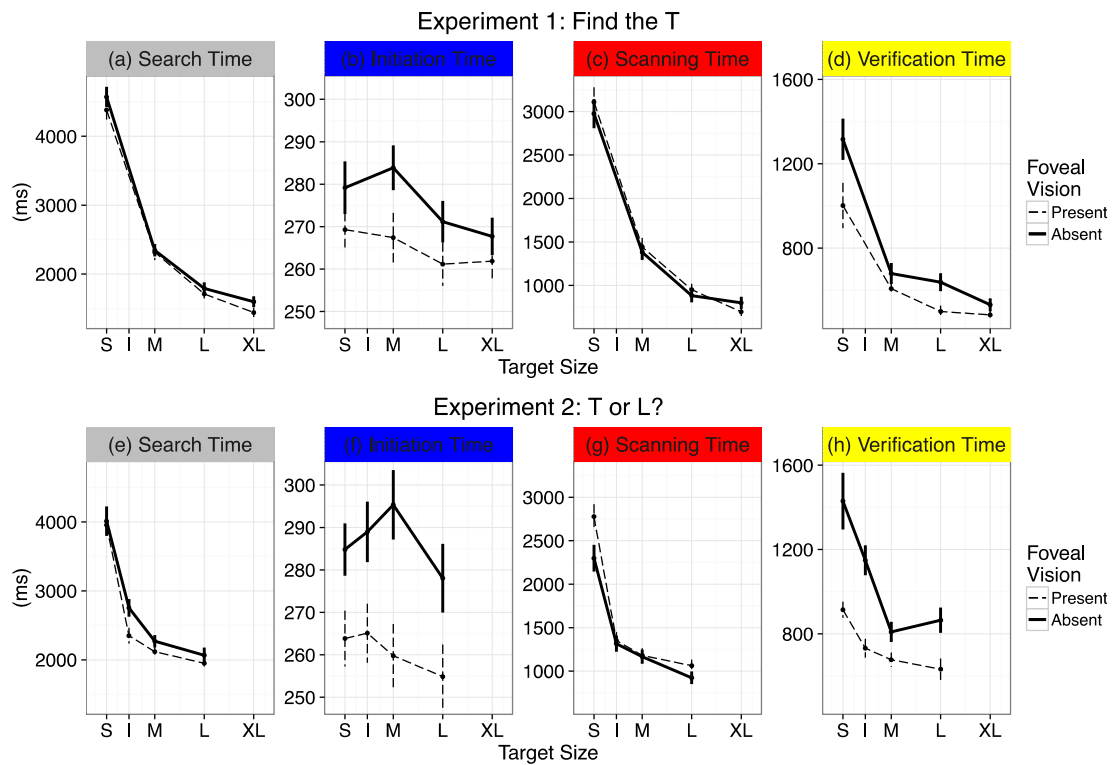 Experiment 1: Find the T
(a) Search Time
(b) Initiation Time
(c) Scanning Time
(d) Verification Time
(ms)
4000
2000
300
290
280
270
260
250
3000
2500
2000
1500
1000
1600
1200
800
S I M L XL
S I M L XL
S I M L XL
S I M L XL
Target Size
Foveal
Vision
Present
Absent
Experiment 2: T or L?
(e) Search Time
(f) Initiation Time
(g) Scanning Time
(h) Verification Time
(ms)
4000
3000
2000
300
290
280
270
260
250
3000
2500
2000
1500
1000
1600
1200
800
S I M L XL
S I M L XL
S I M L XL
S I M L XL
Target Size
Foveal
Vision
Present
Absent